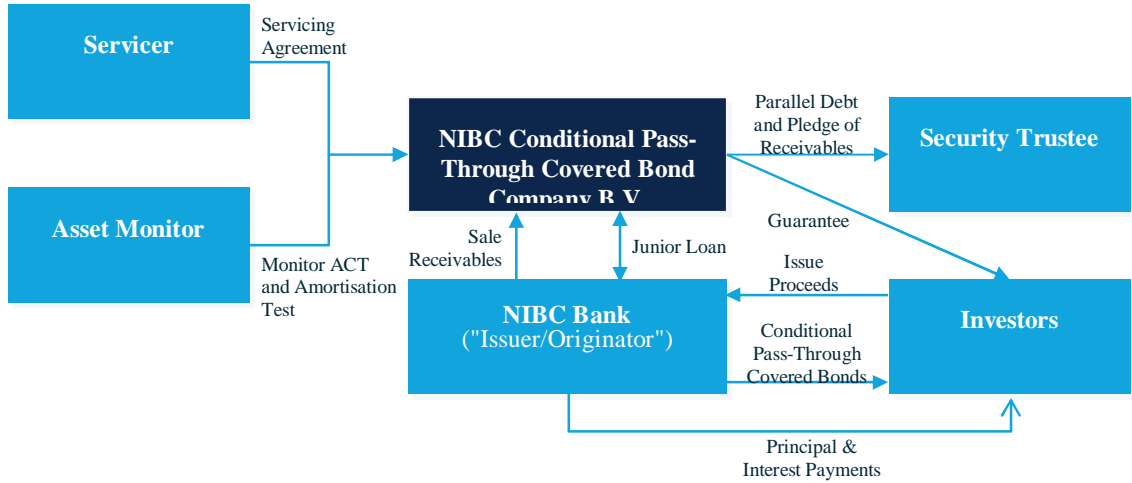 Servicer
Servicing
Agreement
NIBC Conditional Pass-
Through Covered Bond
Company B.V.
Parallel Debt
and Pledge of
Receivables
Security Trustee
Asset Monitor
Monitor ACT
and Amortisation
Test
Sale
Receivables
Junior Loan
Guarantee
Issue
Proceeds
NIBC Bank
("Issuer/Originator")
Conditional
Pass-Through
Covered Bonds
Investors
Principal &
Interest Payments